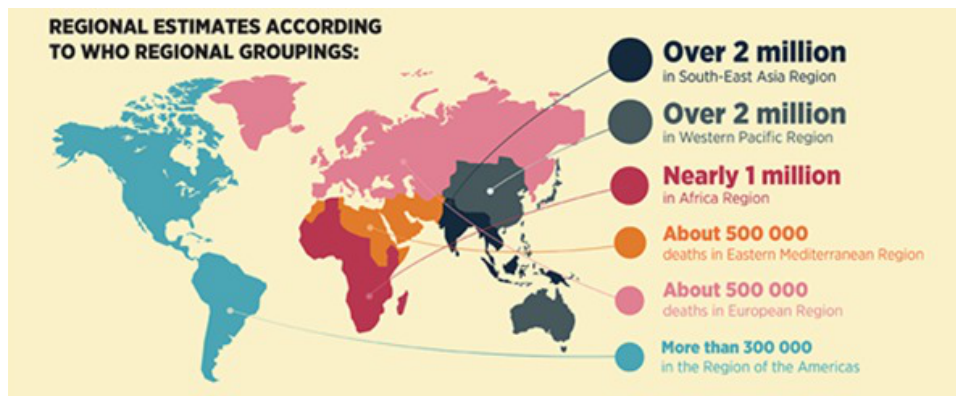 REGIONAL ESTIMATES ACCORDING
TO WHO REGIONAL GROUPINGS:
Over 2 million
in South-East Asia Region
Over 2 million
in Western Pacific Region
Nearly 1 million
in Africa Region
About 500 000
deaths in Eastern Mediterranean Region
About 500 000
deaths in European Region
More than 300 000
in the Region of the Americas